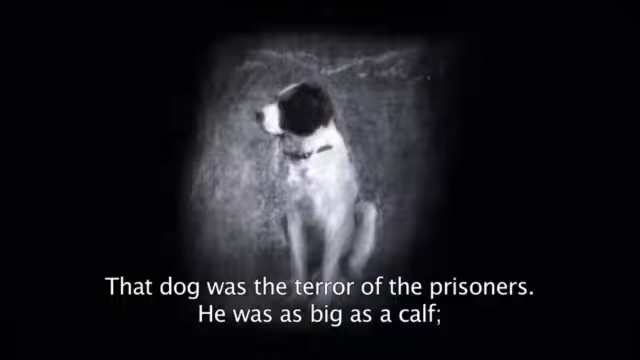 That dog was the terror of the prisoners.
He was as big as a calf;